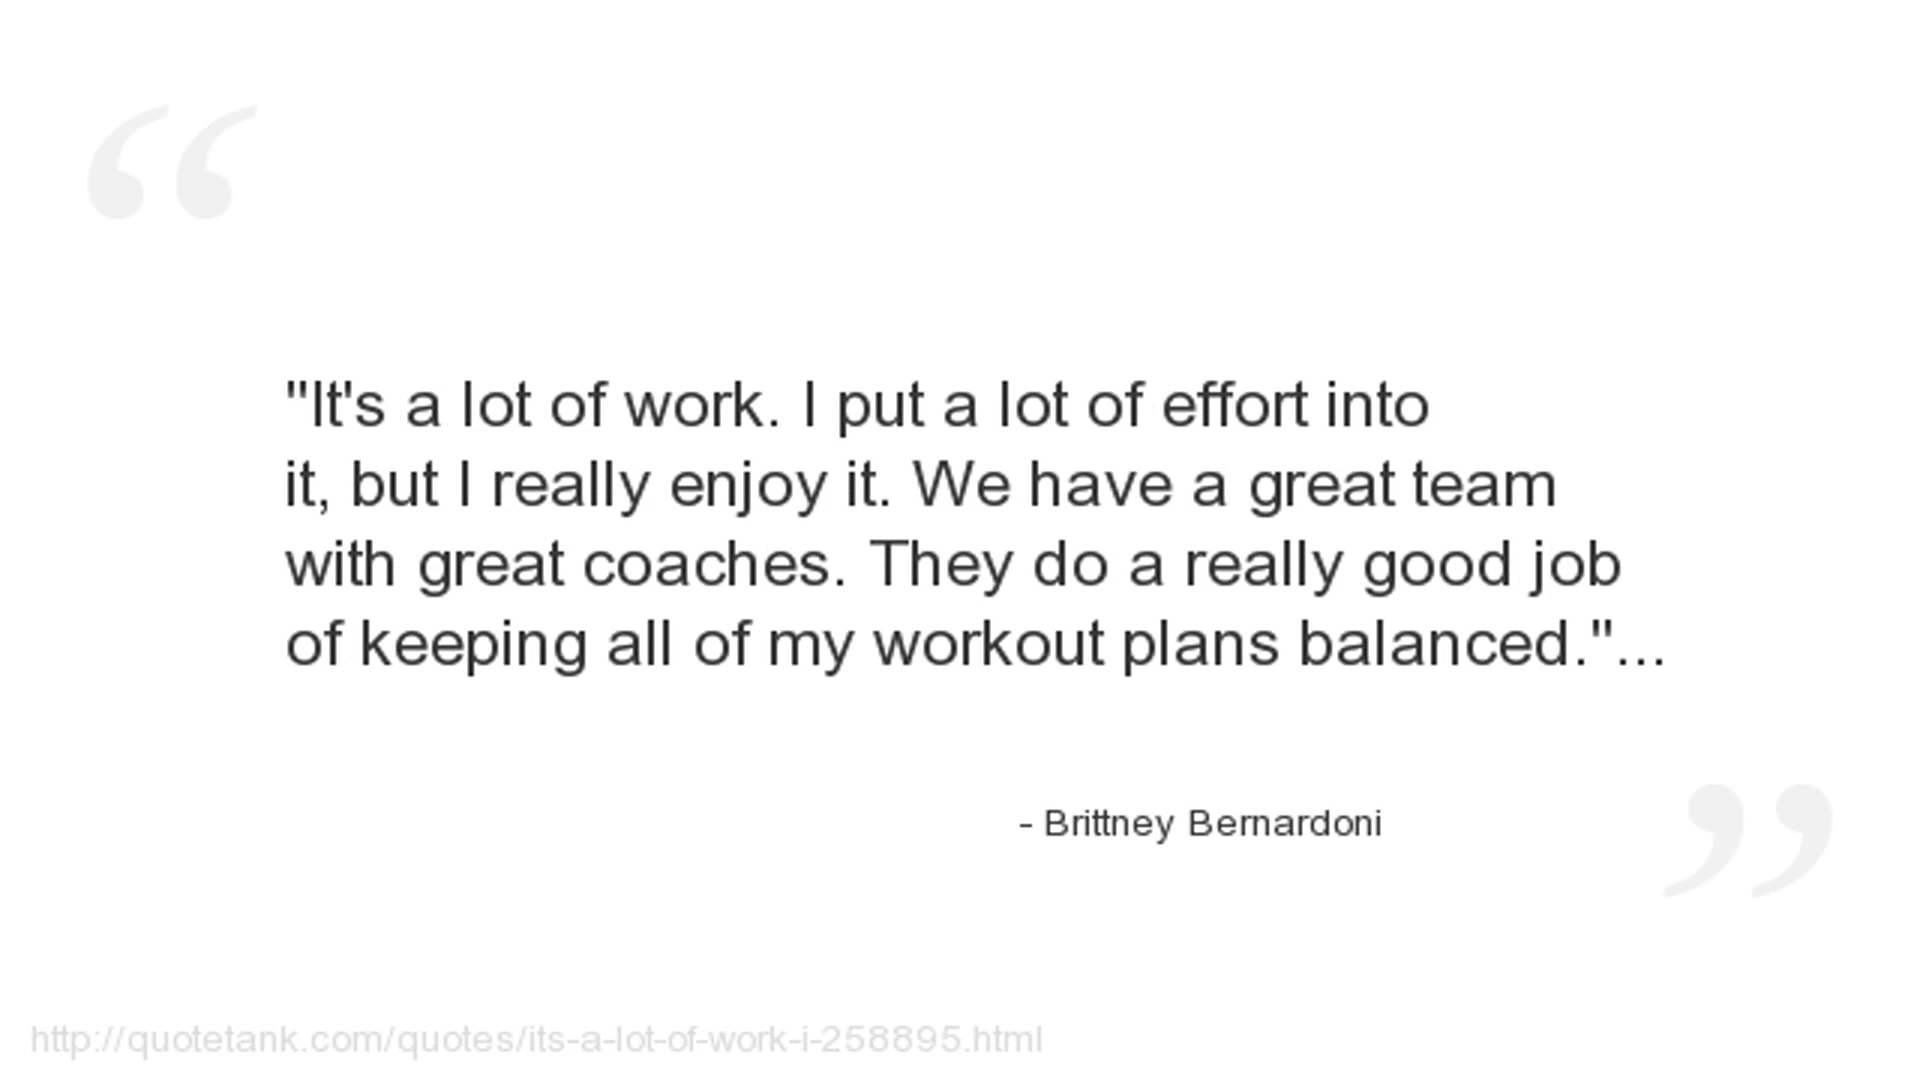 "It's a lot of work. I put a lot of effort into
it, but I really enjoy it. We have a great team
with great coaches. They do a really good job
of keeping all of my workout plans balanced."...
- Brittney Bernardoni
http://quotetank.com/quotes/its-a-lot-of-work-i-258895.html